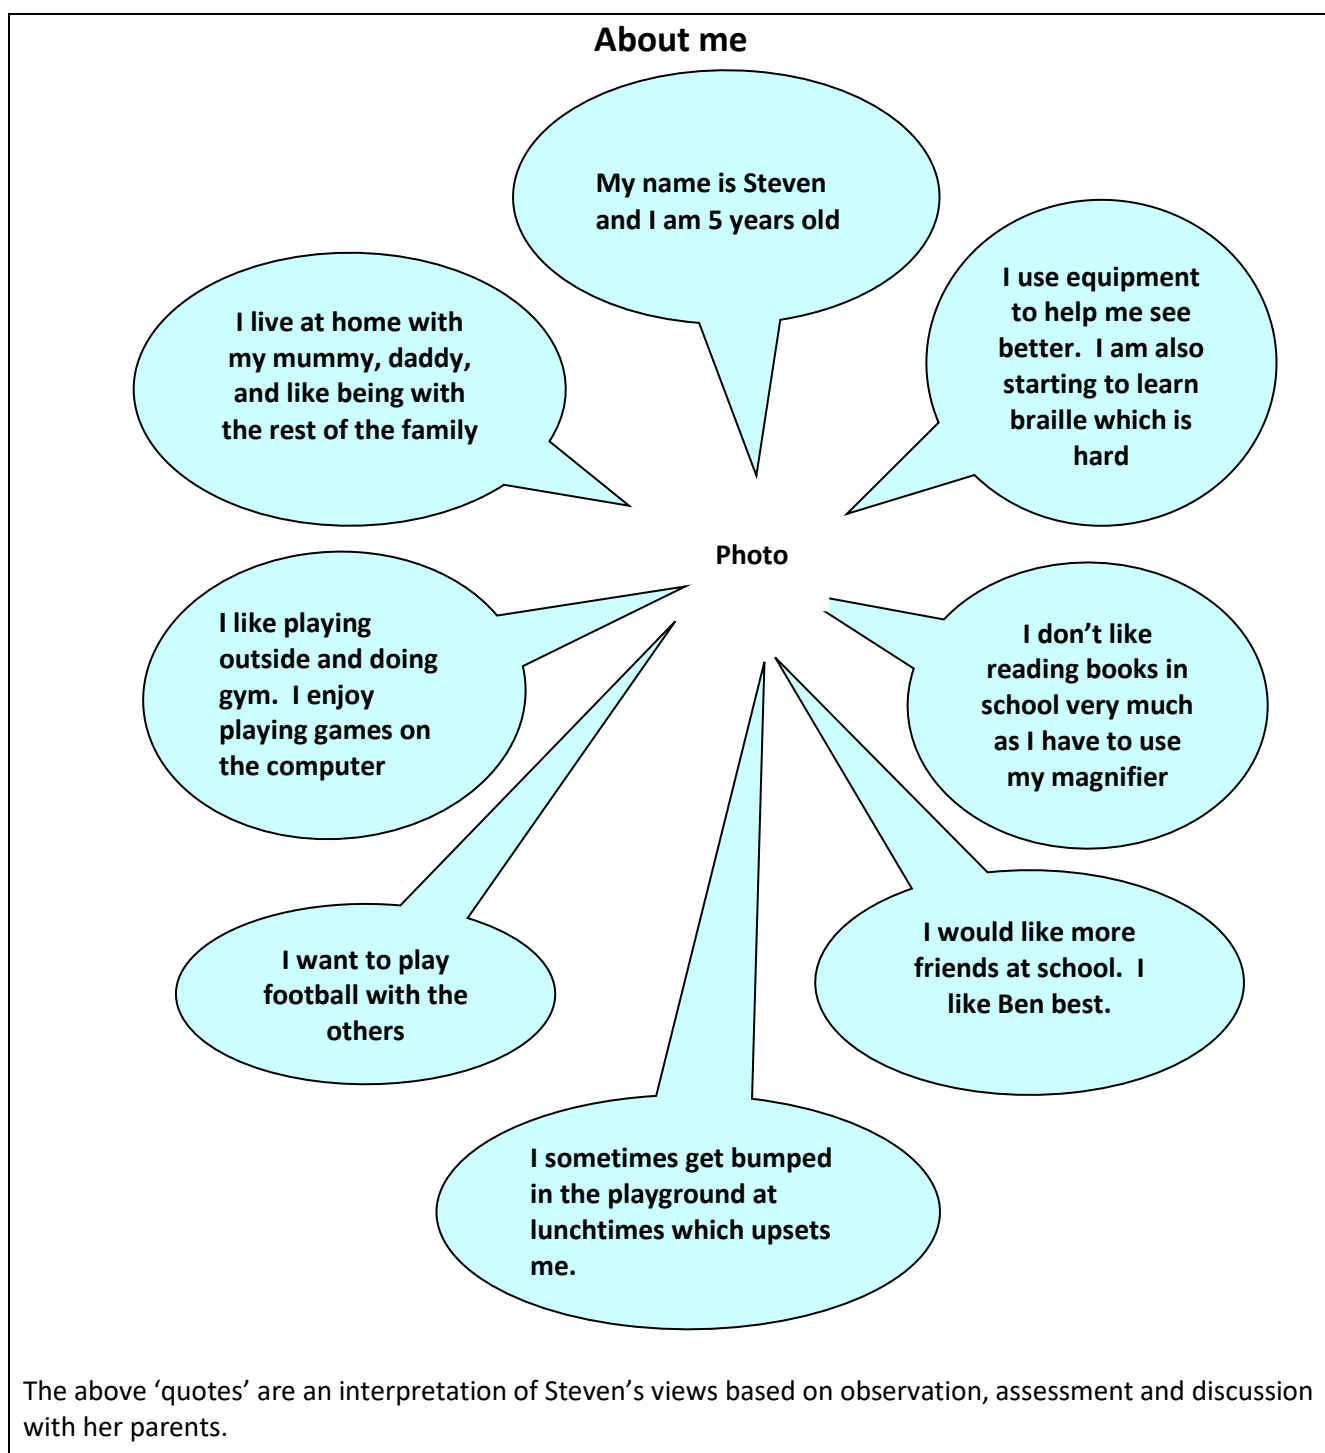 About me
My name is Steven
and I am 5 years old
I use equipment
to help me see
better.  I am also
starting to learn
braille which is
hard
I live at home with
my mummy, daddy,
and like being with
the rest of the family
Photo
I like playing
outside and doing
gym.  I enjoy
playing games on
the computer
I don’t like
reading books in
school very much
as I have to use
my magnifier
I want to play
football with the
others
I would like more
friends at school.  I
like Ben best.
I sometimes get bumped
in the playground at
lunchtimes which upsets
me.
The above ‘quotes’ are an interpretation of Steven’s views based on observation, assessment and discussion
with her parents.